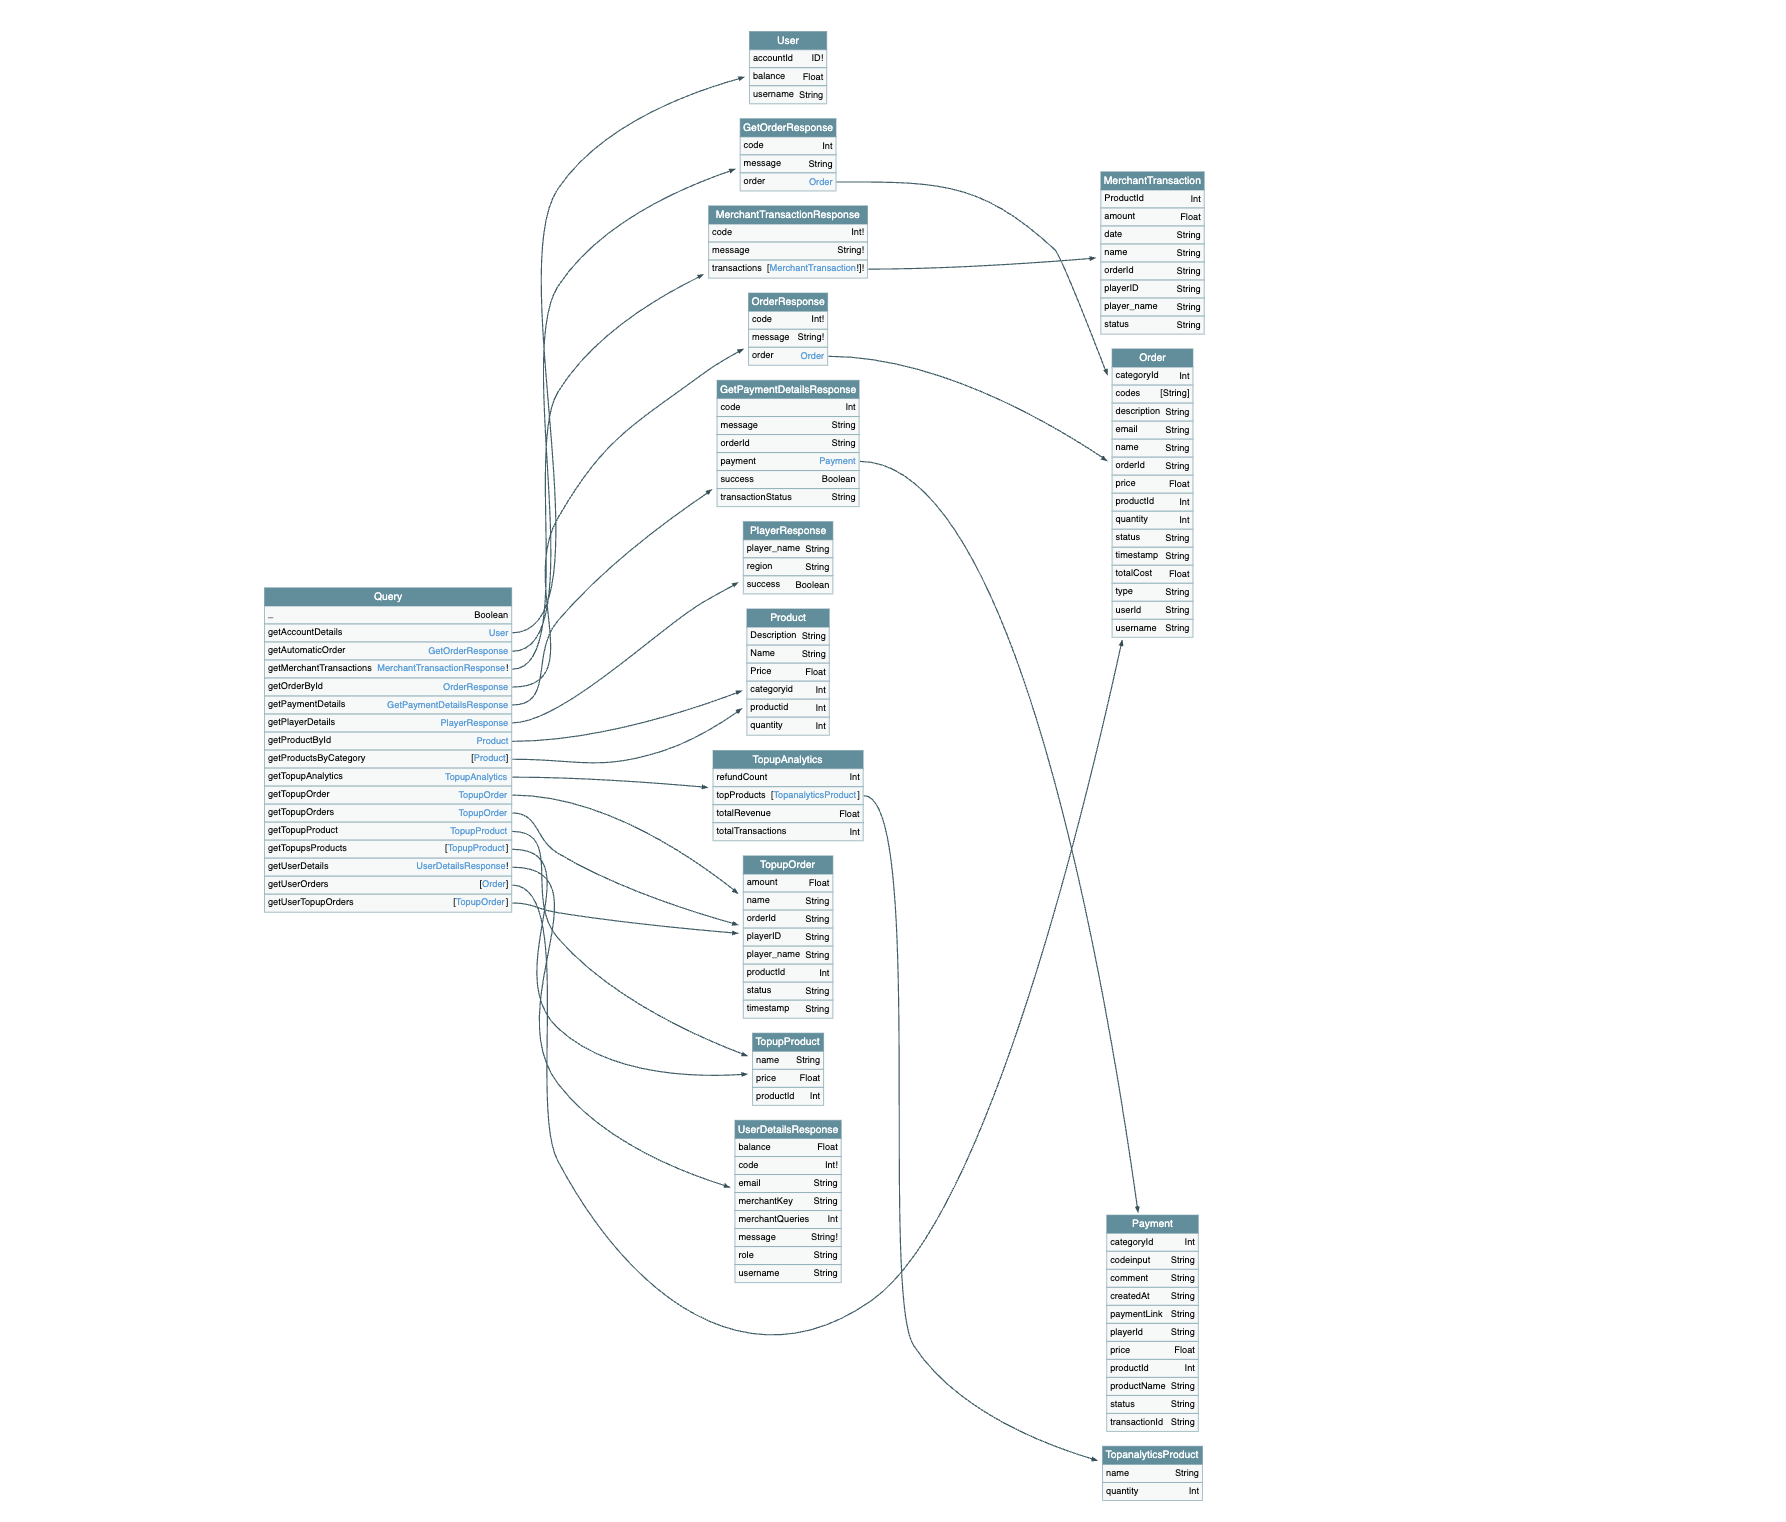 User
accountId ID!
balance Float
username String
GetOrderResponse
code Int
message String
order Order
MerchantTransactionResponse
code Int!
message String!
transactions [MerchantTransaction!]!
OrderResponse
code Int!
message String!
order Order
GetPaymentDetailsResponse
code Int
message String
orderId String
payment Payment
success Boolean
transactionStatus String
PlayerResponse
player_name String
region String
success Boolean
Query
_ Boolean
getAccountDetails User
getAutomaticOrder GetOrderResponse
getMerchantTransactions MerchantTransactionResponse!
getOrderById OrderResponse
getPaymentDetails GetPaymentDetailsResponse
getPlayerDetails PlayerResponse
getProductById Product
getProductsByCategory [Product]
getTopupAnalytics TopupAnalytics
getTopupOrder TopupOrder
getTopupOrders TopupOrder
getTopupProduct TopupProduct
getTopupsProducts [TopupProduct]
getUserDetails UserDetailsResponse!
getUserOrders [Order]
getUserTopupOrders [TopupOrder]
Product
Description String
Name String
Price Float
categoryid Int
productid Int
quantity Int
TopupAnalytics
refundCount Int
topProducts [TopanalyticsProduct]
totalRevenue Float
totalTransactions Int
TopupOrder
amount Float
name String
orderId String
playerID String
player_name String
productId Int
status String
timestamp String
TopupProduct
name String
price Float
productId Int
UserDetailsResponse
balance Float
code Int!
email String
merchantKey String
merchantQueries Int
message String!
role String
username String
MerchantTransaction
ProductId Int
amount Float
date String
name String
orderId String
playerID String
player_name String
status String
Order
categoryId Int
codes [String]
description String
email String
name String
orderId String
price Float
productId Int
quantity Int
status String
timestamp String
totalCost Float
type String
userId String
username String
Payment
categoryId Int
codeinput String
comment String
createdAt String
paymentLink String
playerId String
price Float
productId Int
productName String
status String
transactionId String
TopanalyticsProduct
name String
quantity Int